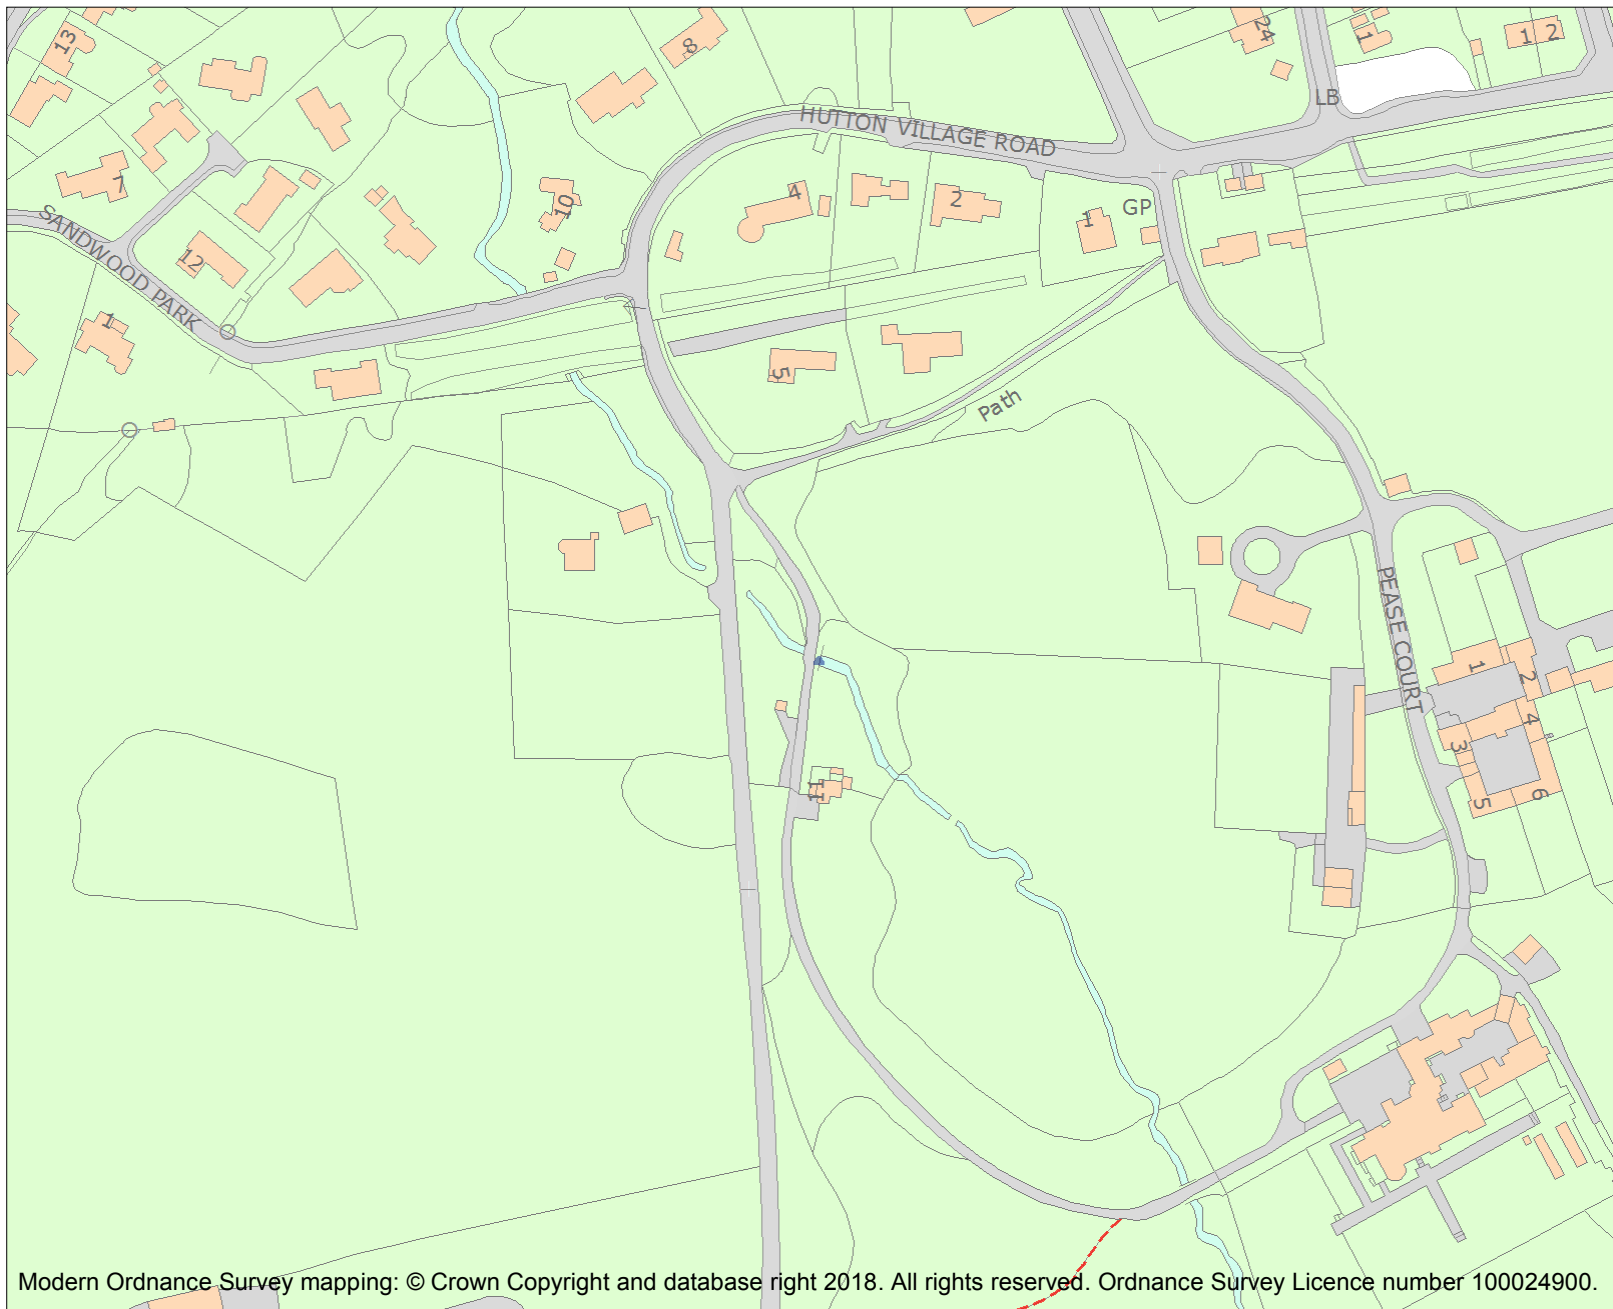 13
8
24
1
1 2
LB
HUTTON VILLAGE ROAD
7
10
4
2
1
GP
SANDWOOD PARK
12
1
5
Path
PEASE COURT
1
2
4
3
5
6
11
Modern Ordnance Survey mapping: © Crown Copyright and database right 2018. All rights reserved. Ordnance Survey Licence number 100024900.